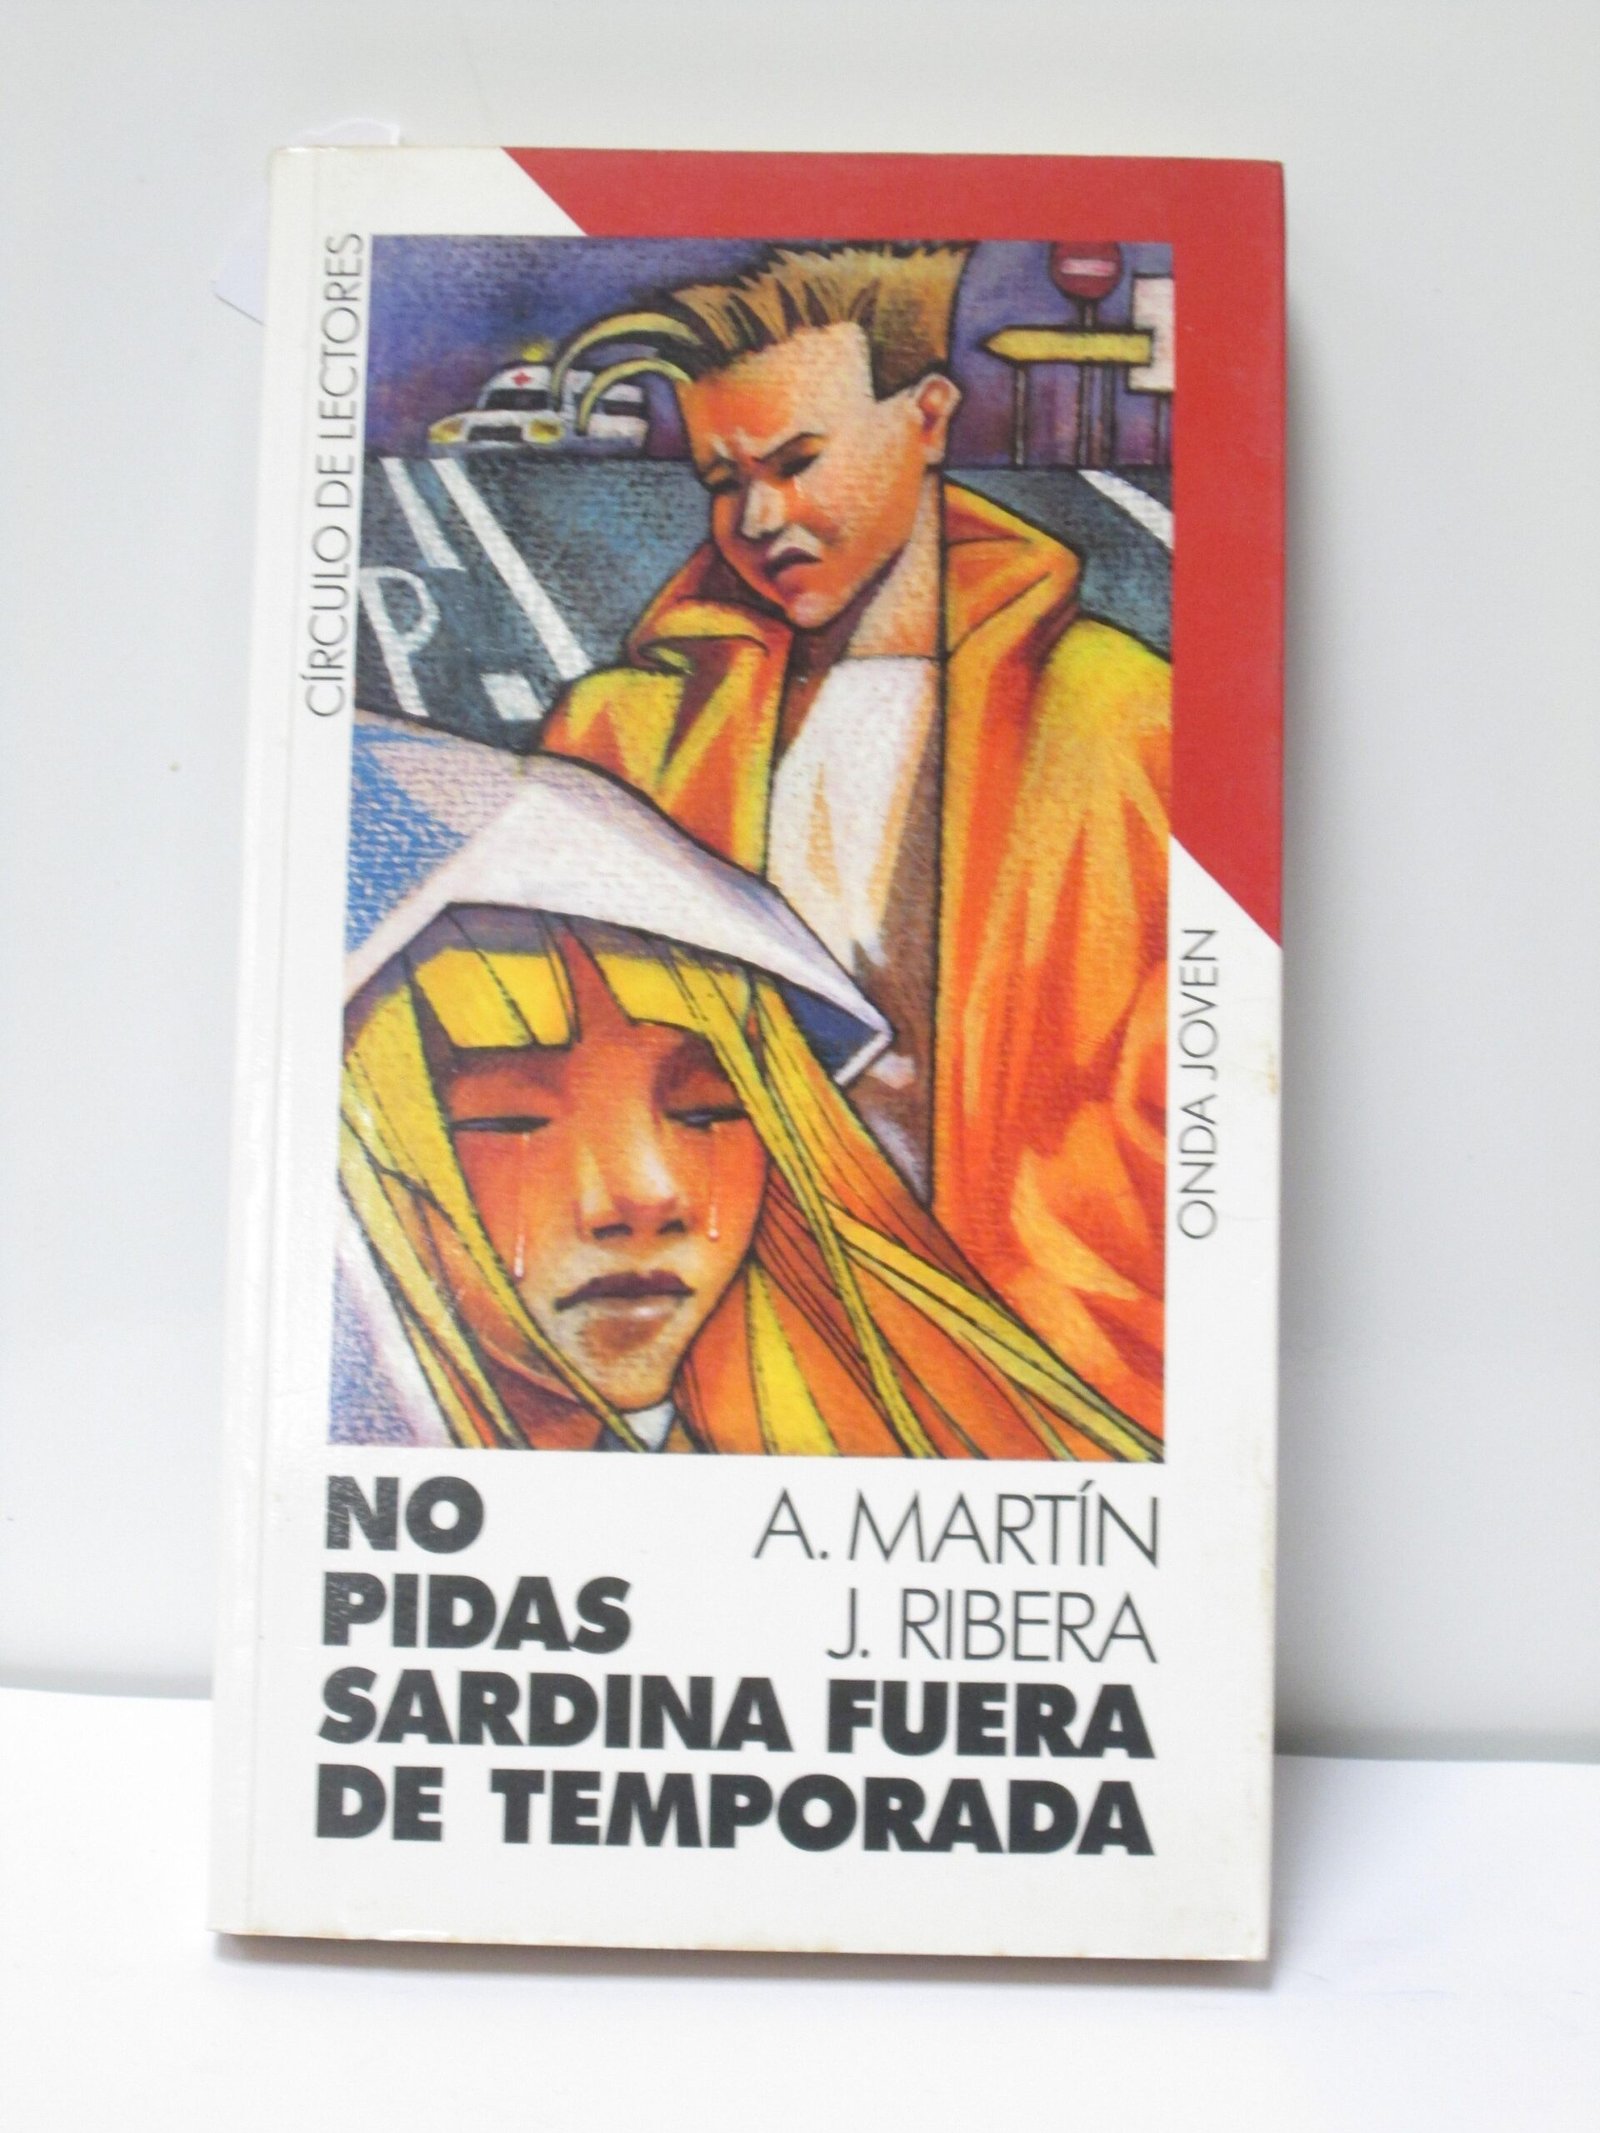 CÍRCULO DE LECTORES
P
ONDA JOVEN
NO
PIDAS
SARDINA FUERA
DE TEMPORADA
A. MARTÍN
J. RIBERA